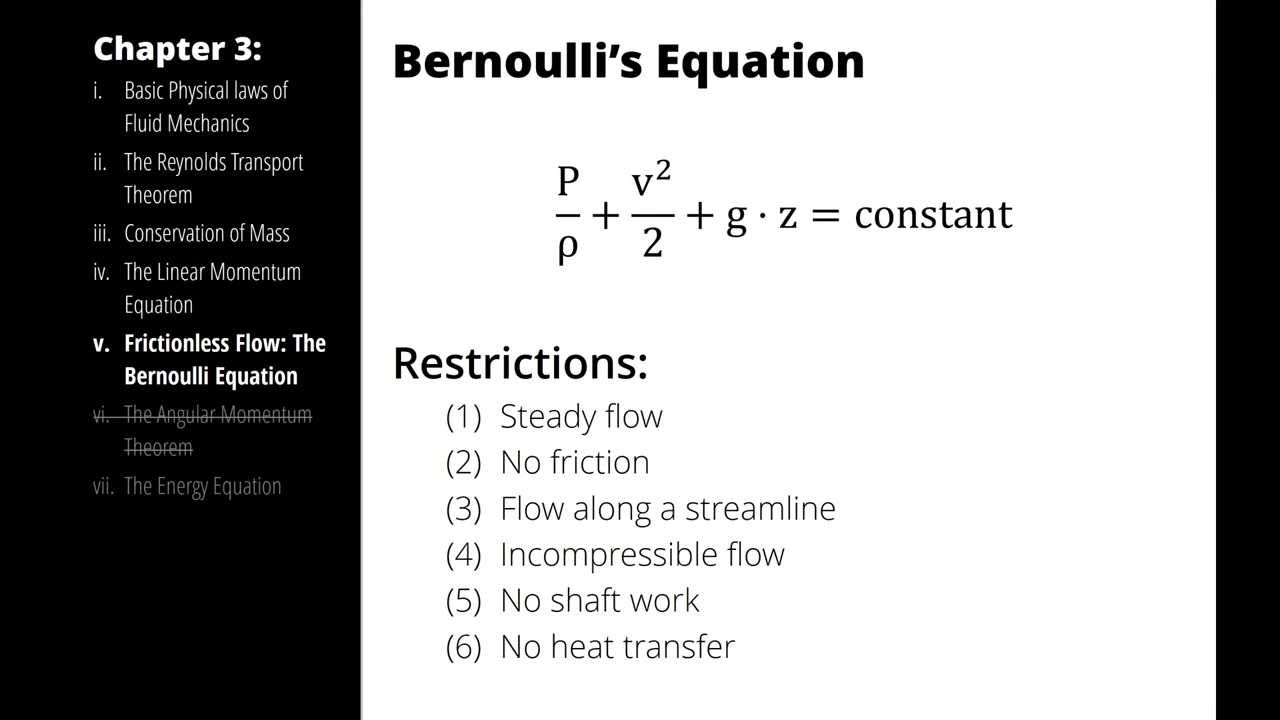 Chapter 3:
i. Basic Physical laws of
Fluid Mechanics
ii. The Reynolds Transport
Theorem
iii. Conservation of Mass
iv. The Linear Momentum
Equation
v. Frictionless Flow: The
Bernoulli Equation
vi. The Angular Momentum
Theorem
vii. The Energy Equation
Bernoulli’s Equation
P/ρ + v²/2 + g · z = constant
Restrictions:
(1) Steady flow
(2) No friction
(3) Flow along a streamline
(4) Incompressible flow
(5) No shaft work
(6) No heat transfer